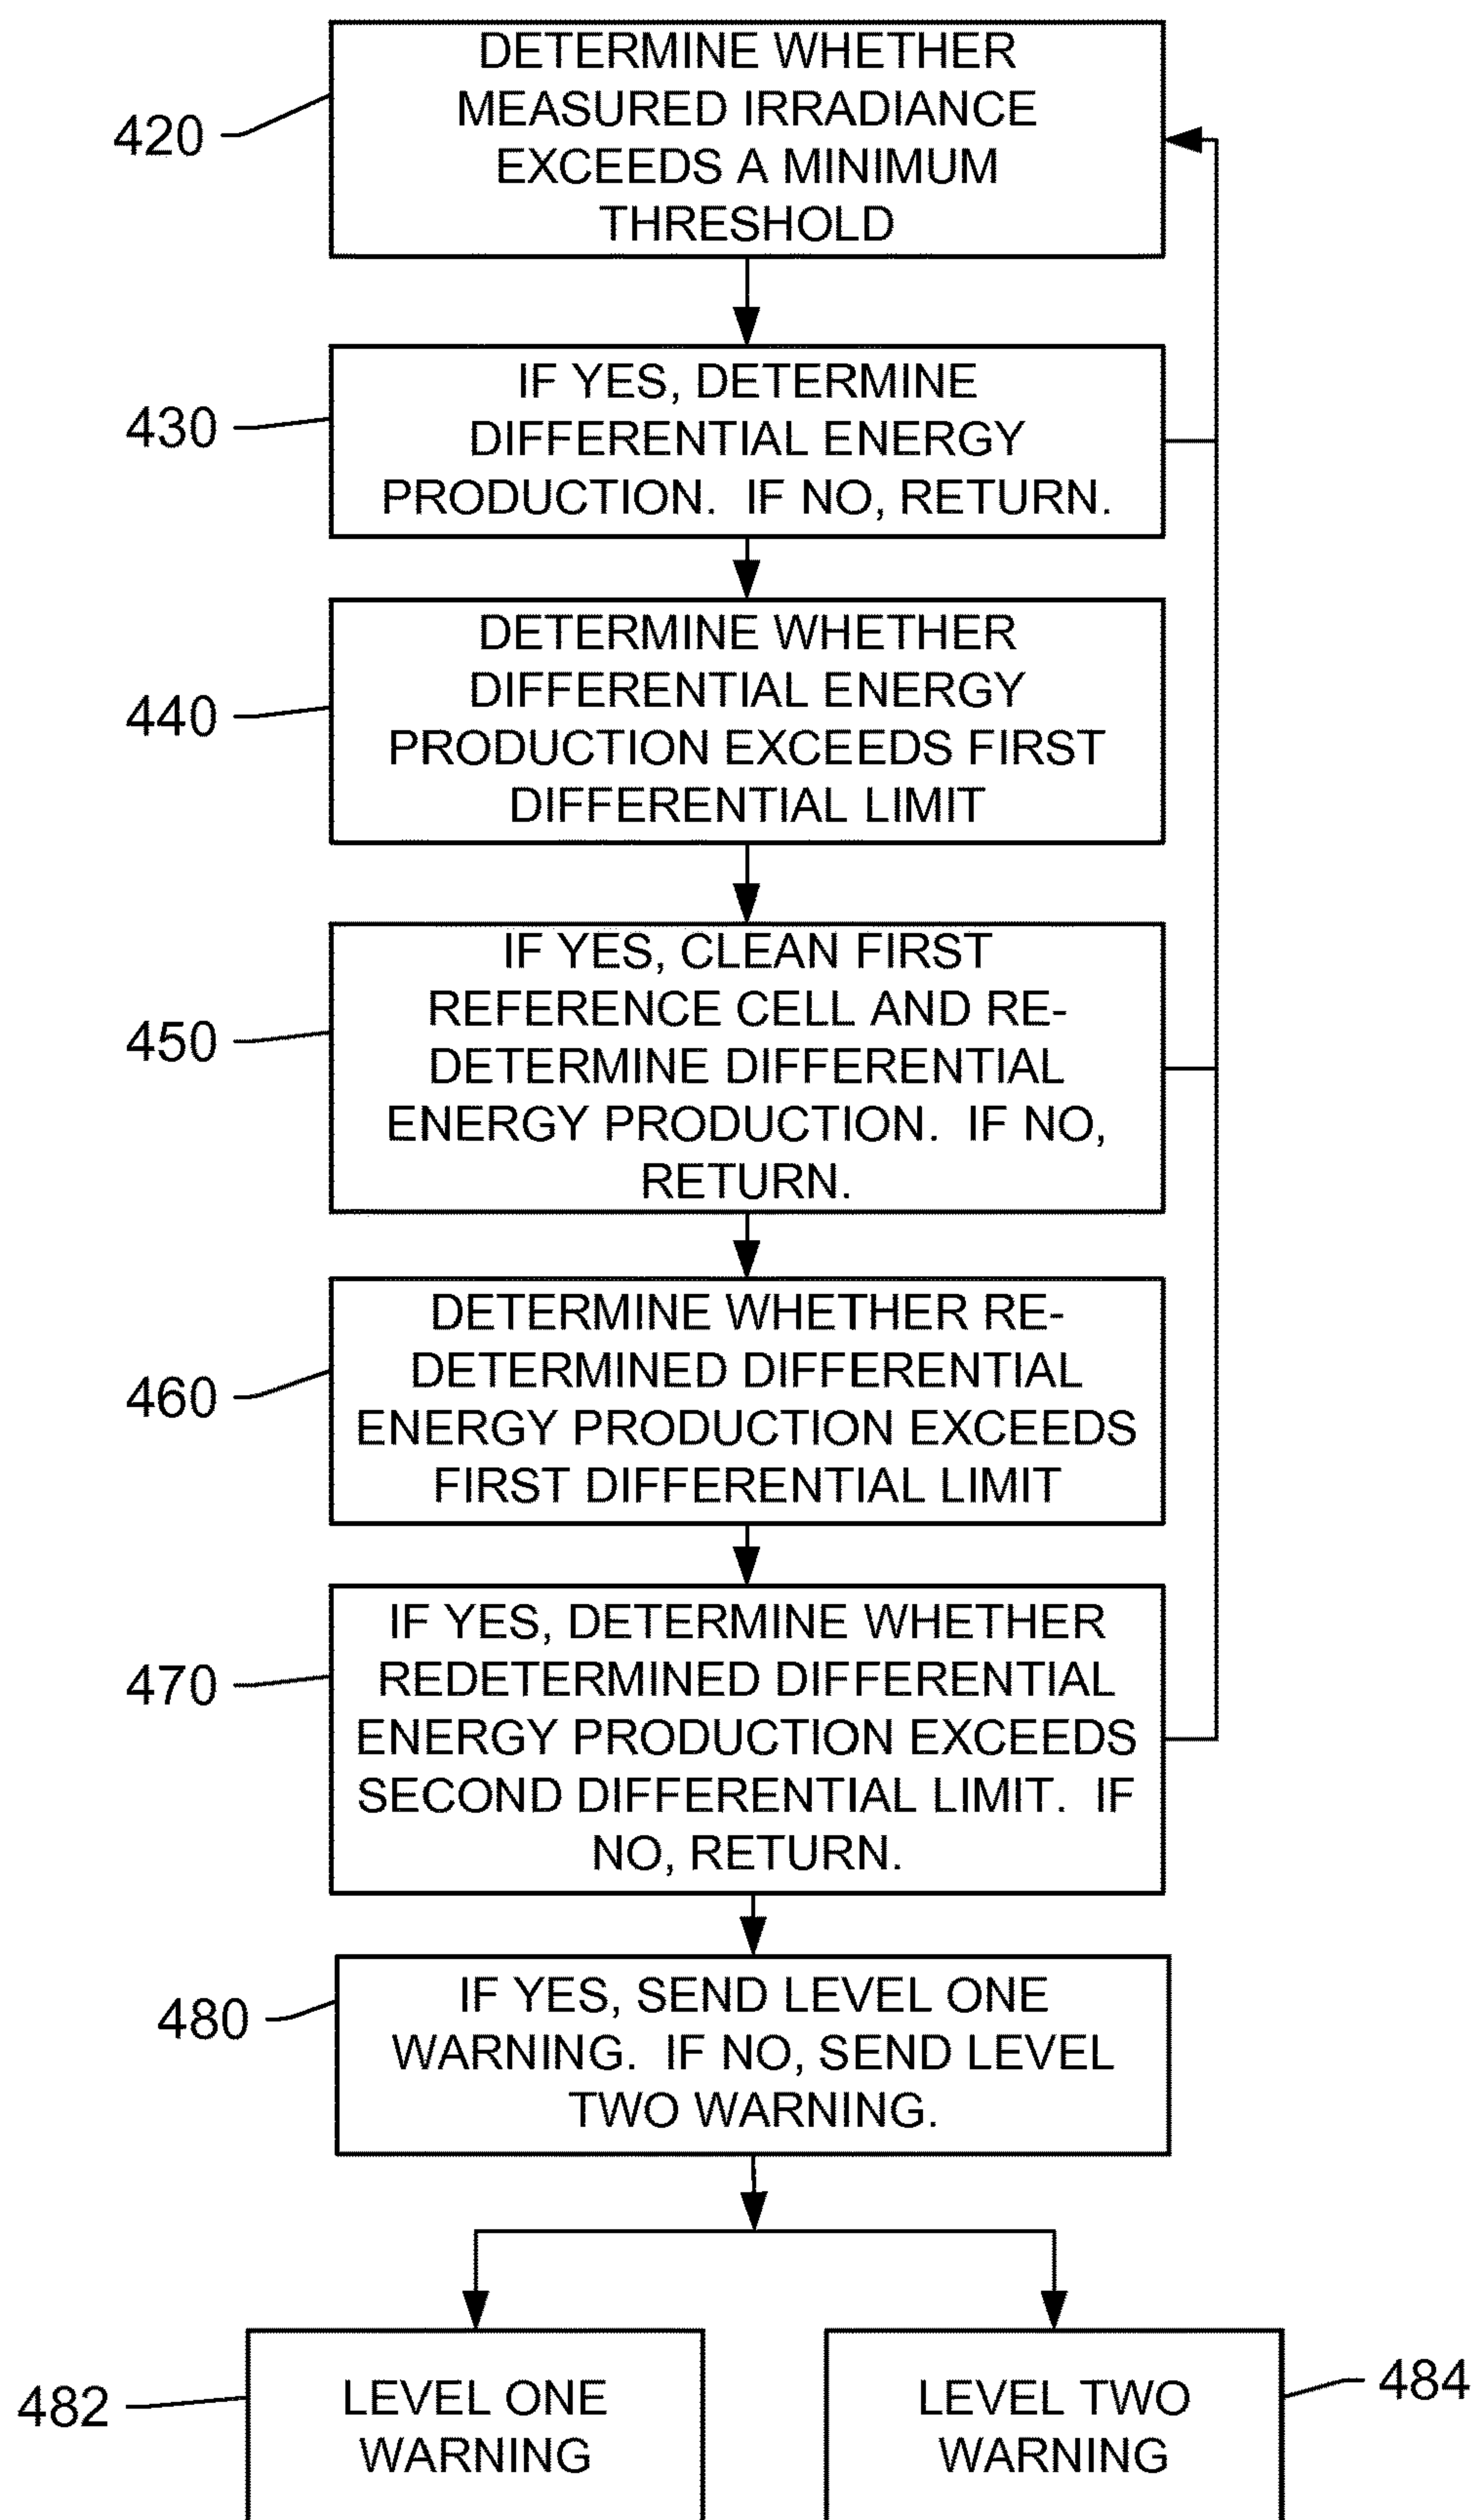 DETERMINE WHETHER
MEASURED IRRADIANCE
EXCEEDS A MINIMUM
THRESHOLD
420
IF YES, DETERMINE
DIFFERENTIAL ENERGY
PRODUCTION. IF NO, RETURN.
430
DETERMINE WHETHER
DIFFERENTIAL ENERGY
PRODUCTION EXCEEDS FIRST
DIFFERENTIAL LIMIT
440
IF YES, CLEAN FIRST
REFERENCE CELL AND RE-
DETERMINE DIFFERENTIAL
ENERGY PRODUCTION. IF NO,
RETURN.
450
DETERMINE WHETHER RE-
DETERMINED DIFFERENTIAL
ENERGY PRODUCTION EXCEEDS
FIRST DIFFERENTIAL LIMIT
460
IF YES, DETERMINE WHETHER
REDETERMINED DIFFERENTIAL
ENERGY PRODUCTION EXCEEDS
SECOND DIFFERENTIAL LIMIT. IF
NO, RETURN.
470
IF YES, SEND LEVEL ONE
WARNING. IF NO, SEND LEVEL
TWO WARNING.
480
LEVEL ONE
WARNING
482
LEVEL TWO
WARNING
484